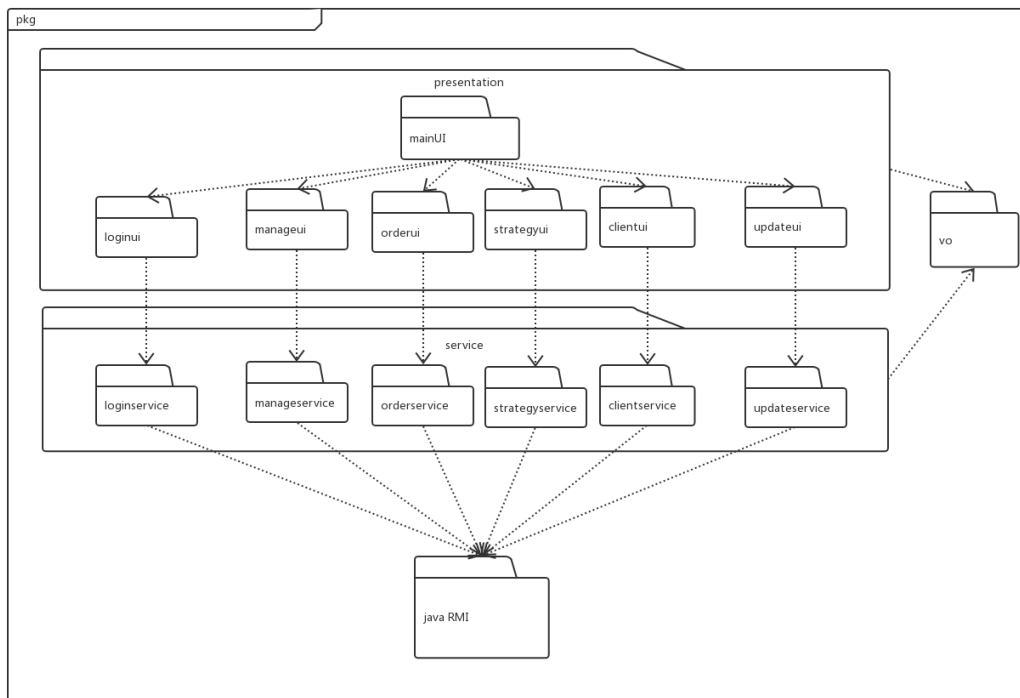 pkg
presentation
mainUI
loginui
manageui
orderui
strategyui
clientui
updateui
vo
service
loginservice
manageservice
orderservice
strategyservice
clientservice
updateservice
java RMI